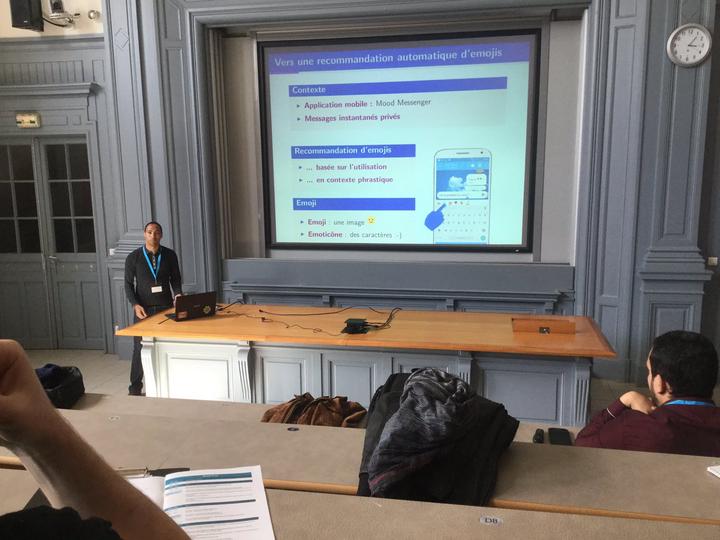 Vers une recommandation automatique d'emojis
Contexte
▸ Application mobile : Mood Messenger
▸ Messages instantanés privés
Recommandation d'emojis
▸ ... basée sur l'utilisation
▸ ... en contexte phrastique
Emoji
▸ Emoji : une image 🙂
▸ Emoticône : des caractères :-)